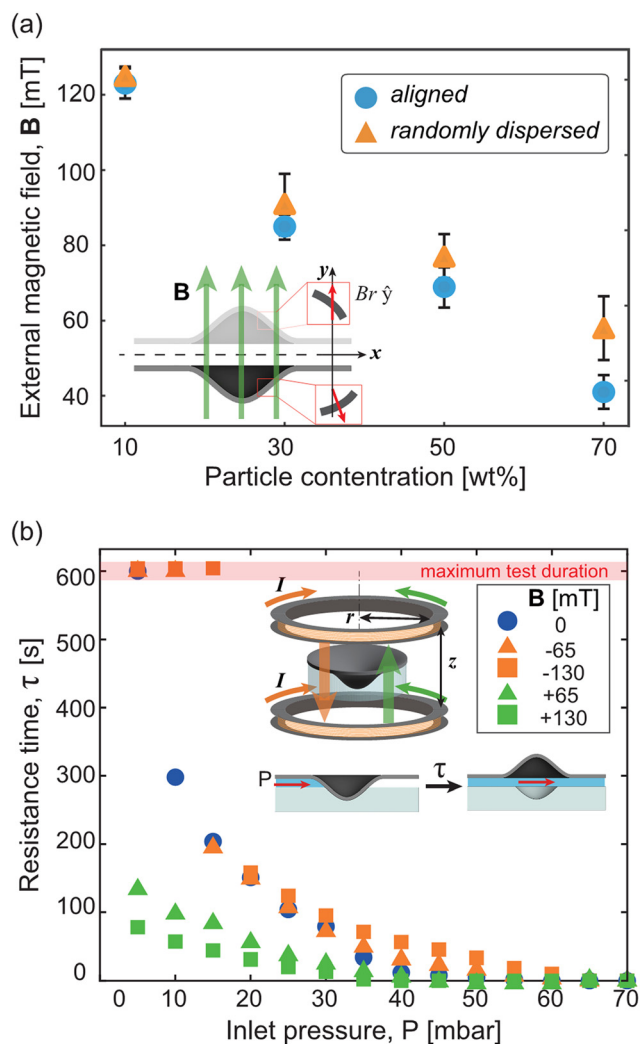 (a)
External magnetic field, B [mT]
120
100
80
60
40
aligned
randomly dispersed
B
y
Br ŷ
x
10
30
50
70
Particle contentration [wt%]
(b)
Resistance time, τ [s]
600
500
400
300
200
100
0
maximum test duration
I
r
I
z
B [mT]
0
-65
-130
+65
+130
P
τ
0
10
20
30
40
50
60
70
Inlet pressure, P [mbar]